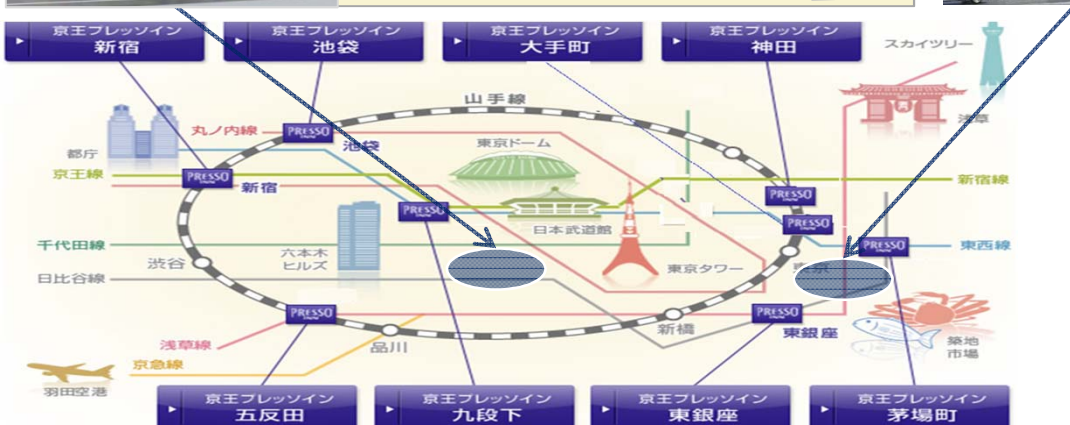 京王プレッソイン
新宿
京王プレッソイン
池袋
京王プレッソイン
大手町
京王プレッソイン
神田
スカイツリー
山手線
丸ノ内線
PRESSO
池袋
東京ドーム
浅草
都庁
京王線
PRESSO
新宿
新宿線
PRESSO
PRESSO
日本武道館
PRESSO
千代田線
六本木
ヒルズ
PRESSO
東西線
渋谷
東京タワー
東京
日比谷線
PRESSO
PRESSO
新橋
東銀座
浅草線
品川
築地
市場
京急線
羽田空港
京王プレッソイン
五反田
京王プレッソイン
九段下
京王プレッソイン
東銀座
京王プレッソイン
茅場町